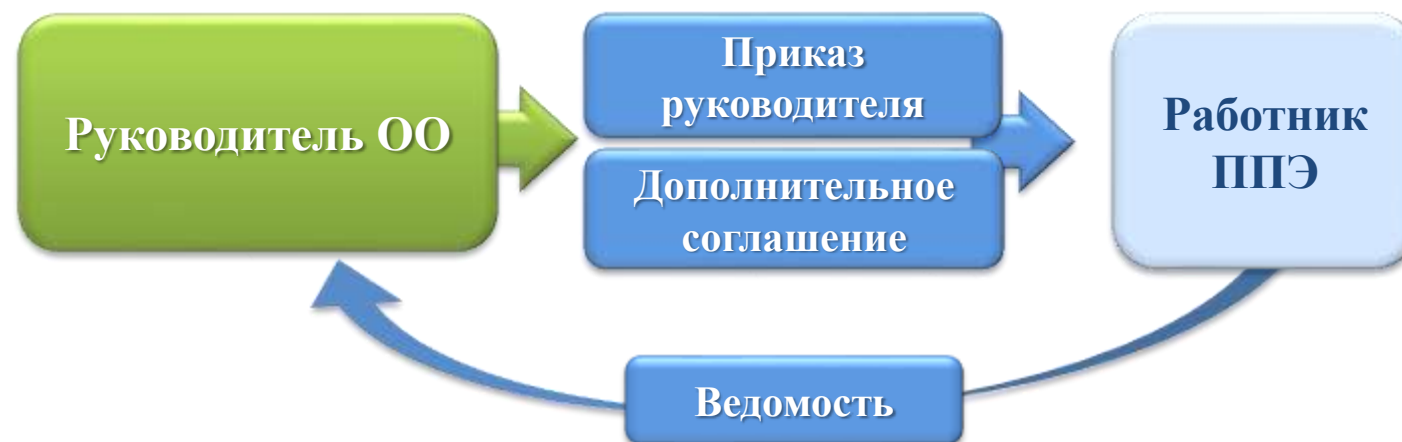 Руководитель ОО
Приказ
руководителя
Дополнительное
соглашение
Работник
ППЭ
Ведомость